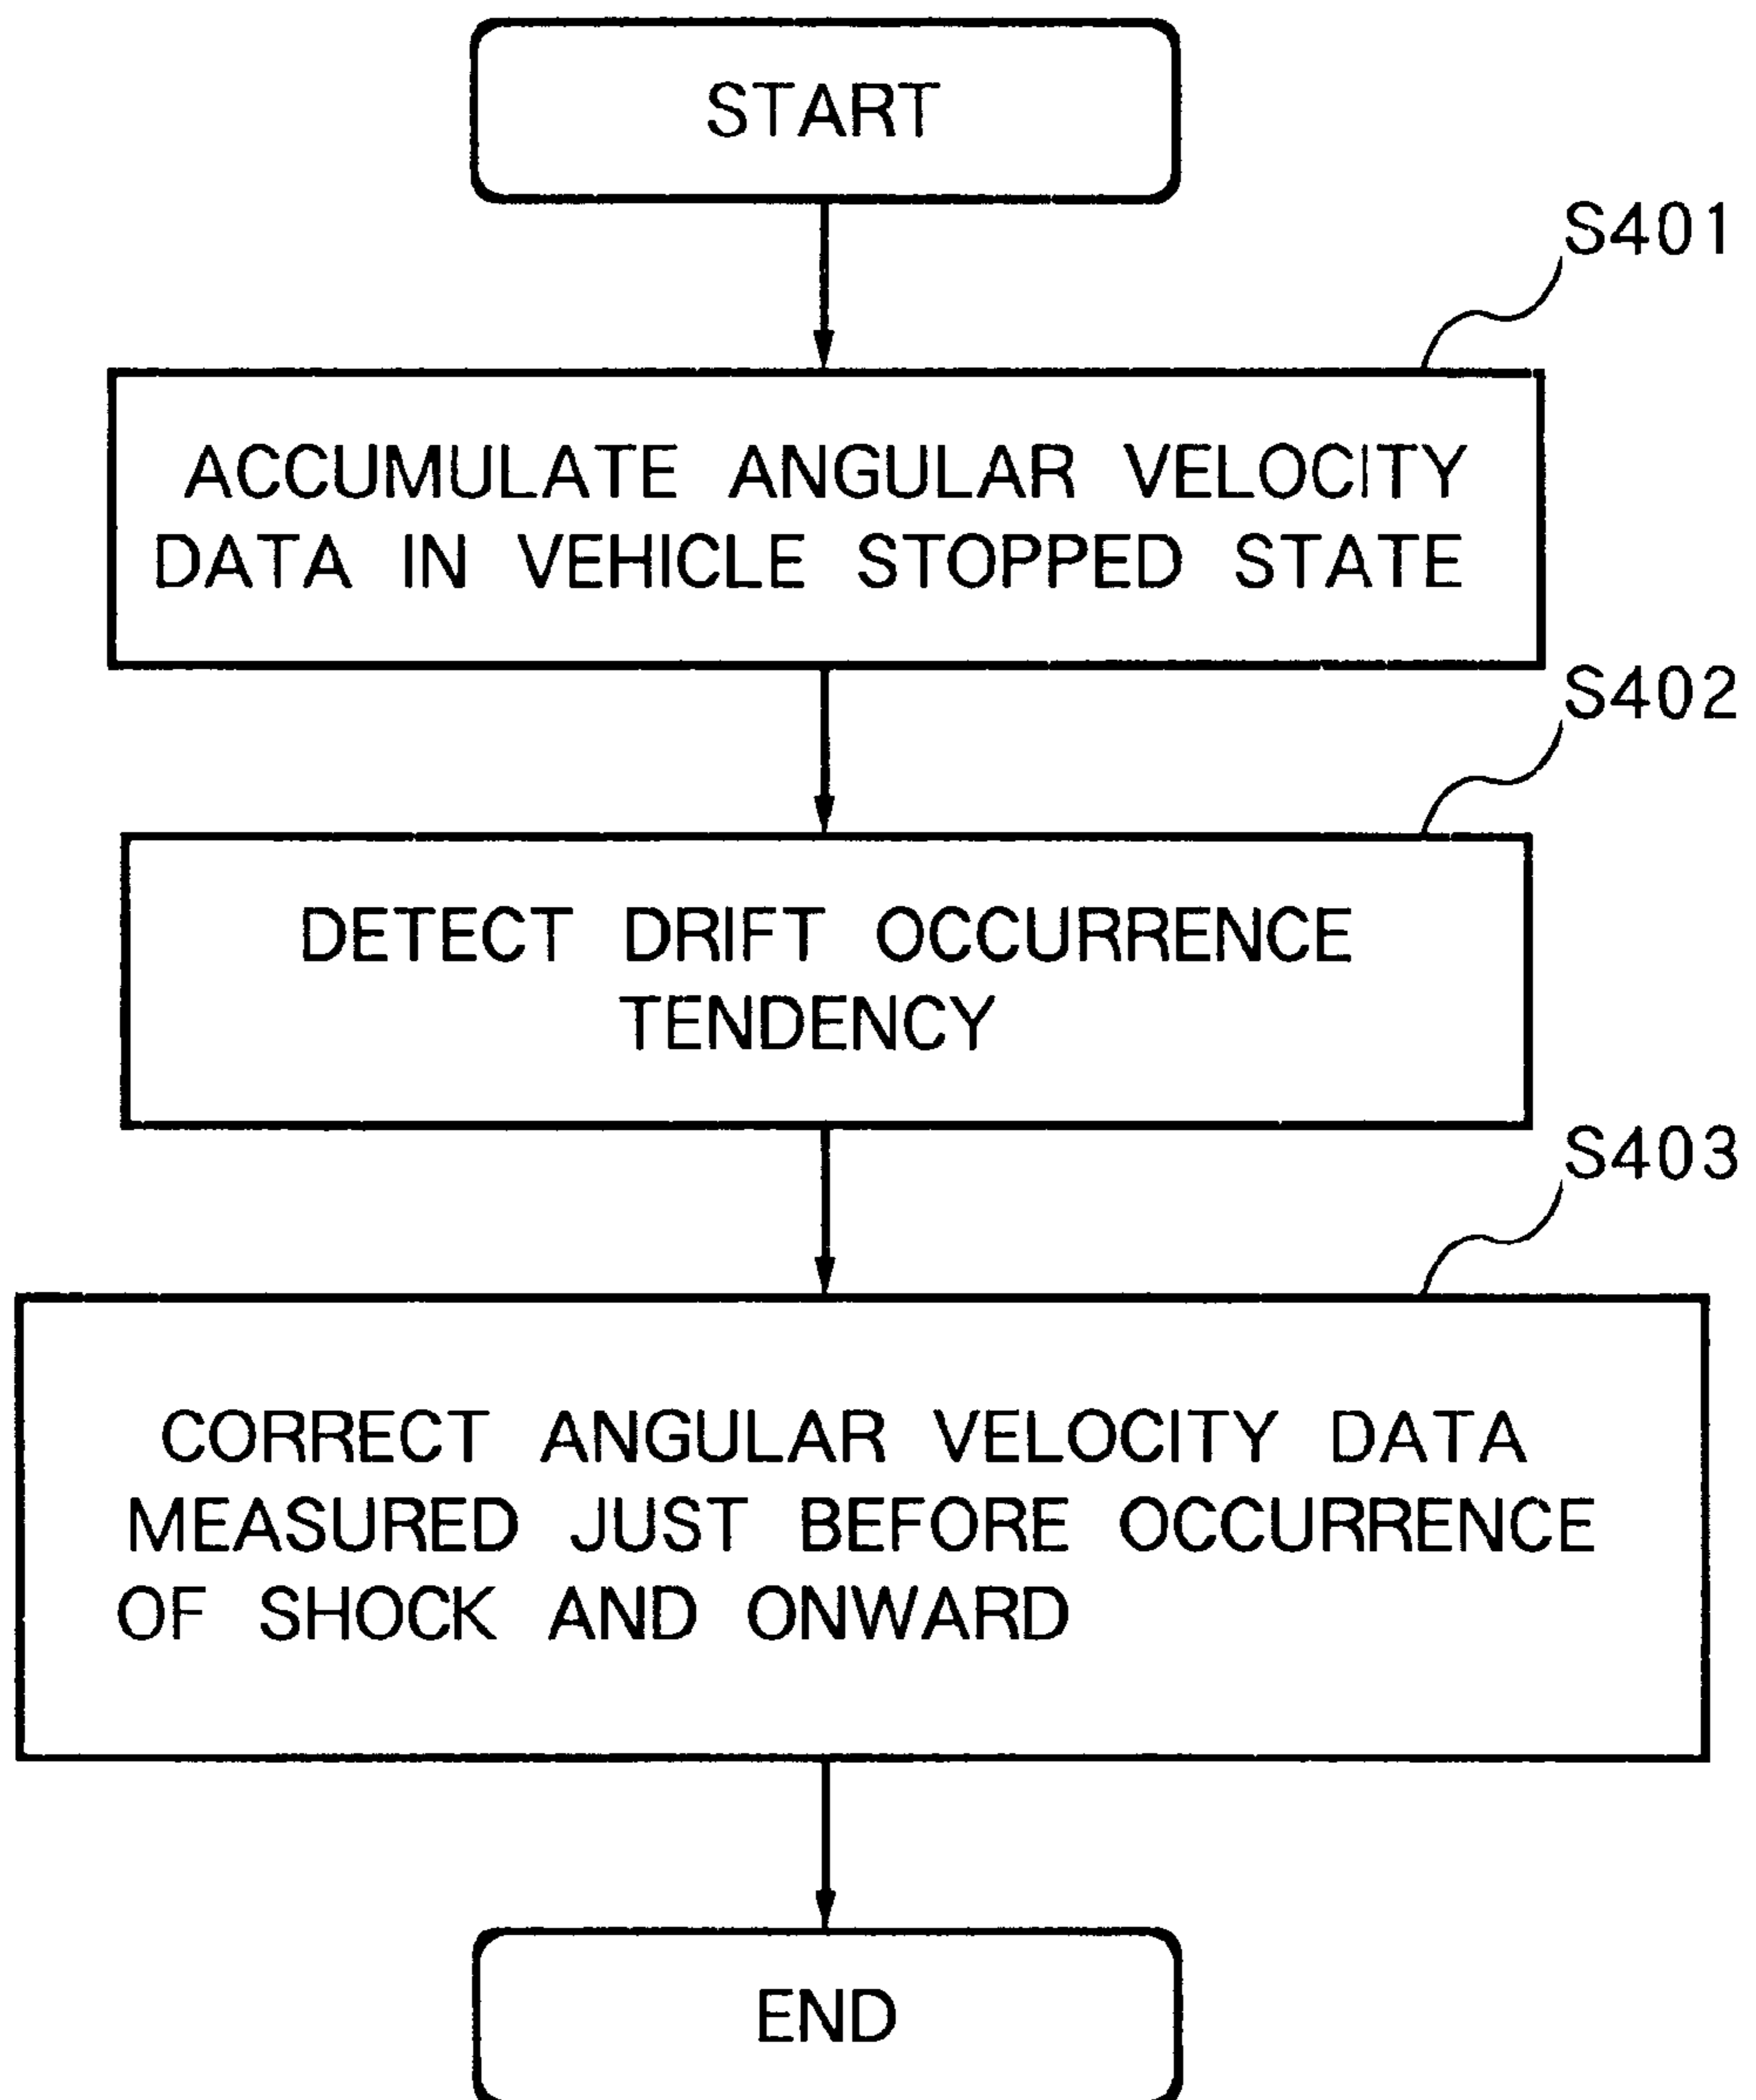 START
S401
ACCUMULATE ANGULAR VELOCITY
DATA IN VEHICLE STOPPED STATE
S402
DETECT DRIFT OCCURRENCE
TENDENCY
S403
CORRECT ANGULAR VELOCITY DATA
MEASURED JUST BEFORE OCCURRENCE
OF SHOCK AND ONWARD
END